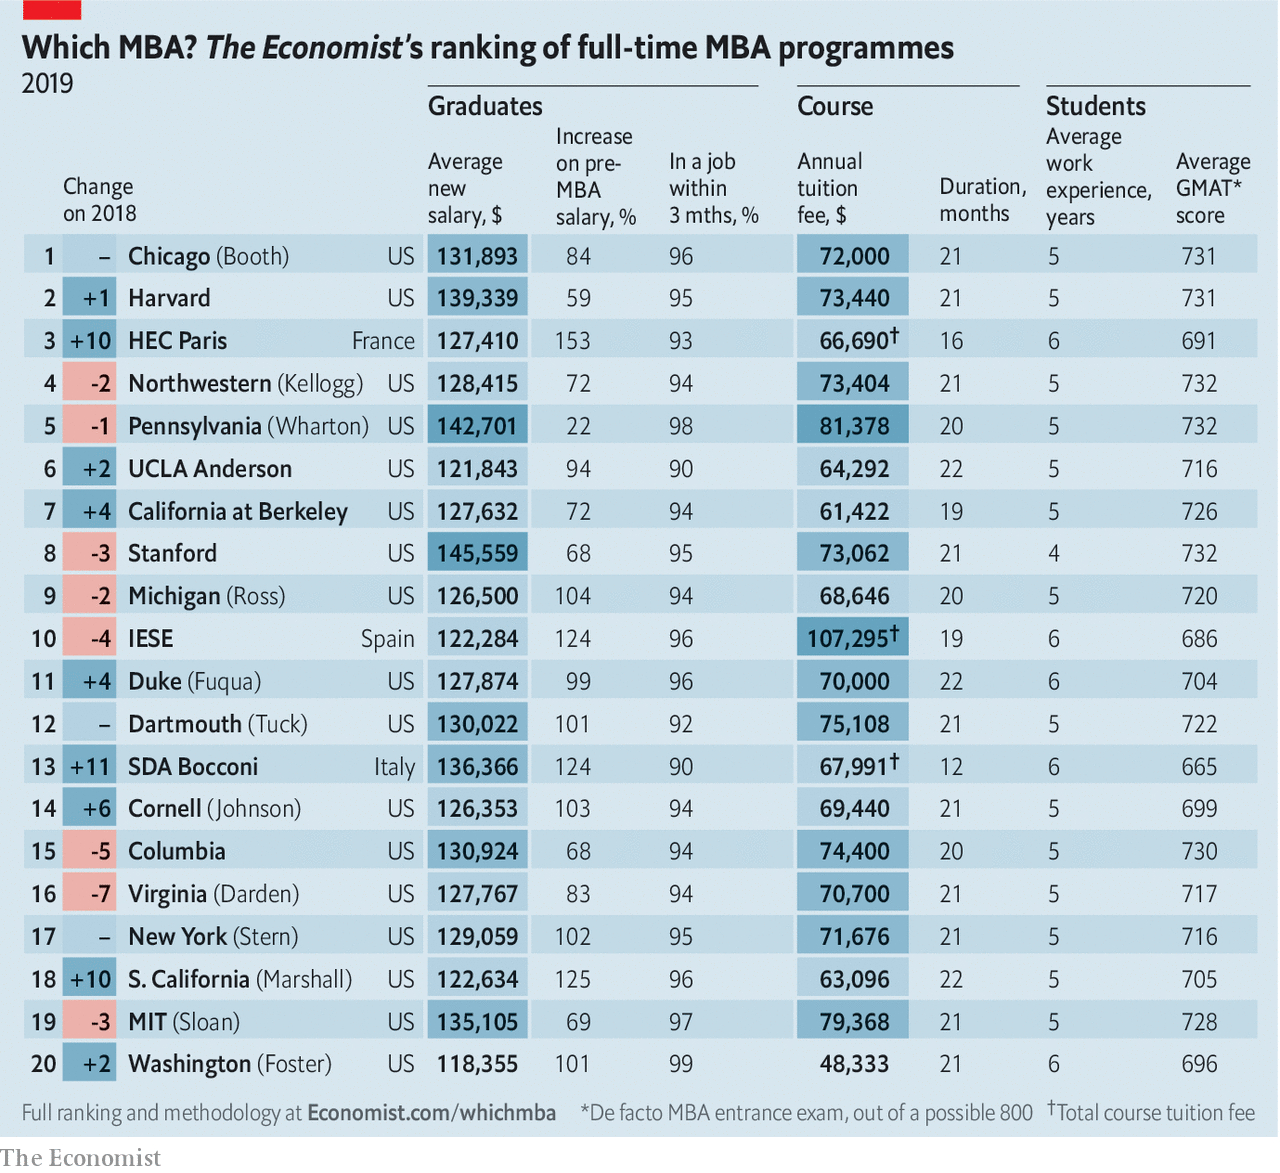 Which MBA? The Economist’s ranking of full-time MBA programmes
2019
Graduates Course Students
Change on 2018
Average new salary, $
Increase on pre-MBA salary, %
In a job within 3 mths, %
Annual tuition fee, $
Duration, months
Average work experience, years
Average GMAT* score
1 – Chicago (Booth) US 131,893 84 96 72,000 21 5 731
2 +1 Harvard US 139,339 59 95 73,440 21 5 731
3 +10 HEC Paris France 127,410 153 93 66,690† 16 6 691
4 -2 Northwestern (Kellogg) US 128,415 72 94 73,404 21 5 732
5 -1 Pennsylvania (Wharton) US 142,701 22 98 81,378 20 5 732
6 +2 UCLA Anderson US 121,843 94 90 64,292 22 5 716
7 +4 California at Berkeley US 127,632 72 94 61,422 19 5 726
8 -3 Stanford US 145,559 68 95 73,062 21 4 732
9 -2 Michigan (Ross) US 126,500 104 94 68,646 20 5 720
10 -4 IESE Spain 122,284 124 96 107,295† 19 6 686
11 +4 Duke (Fuqua) US 127,874 99 96 70,000 22 6 704
12 – Dartmouth (Tuck) US 130,022 101 92 75,108 21 5 722
13 +11 SDA Bocconi Italy 136,366 124 90 67,991† 12 6 665
14 +6 Cornell (Johnson) US 126,353 103 94 69,440 21 5 699
15 -5 Columbia US 130,924 68 94 74,400 20 5 730
16 -7 Virginia (Darden) US 127,767 83 94 70,700 21 5 717
17 – New York (Stern) US 129,059 102 95 71,676 21 5 716
18 +10 S. California (Marshall) US 122,634 125 96 63,096 22 5 705
19 -3 MIT (Sloan) US 135,105 69 97 79,368 21 5 728
20 +2 Washington (Foster) US 118,355 101 99 48,333 21 6 696
Full ranking and methodology at Economist.com/whichmba *De facto MBA entrance exam, out of a possible 800 †Total course tuition fee
The Economist